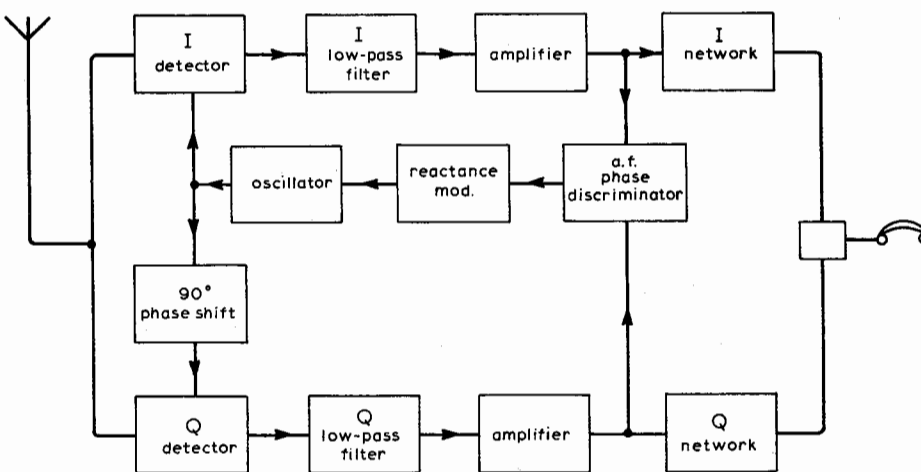 I
detector
I
low-pass
filter
amplifier
I
network
oscillator
reactance
mod.
a.f.
phase
discriminator
90°
phase shift
Q
detector
Q
low-pass
filter
amplifier
Q
network